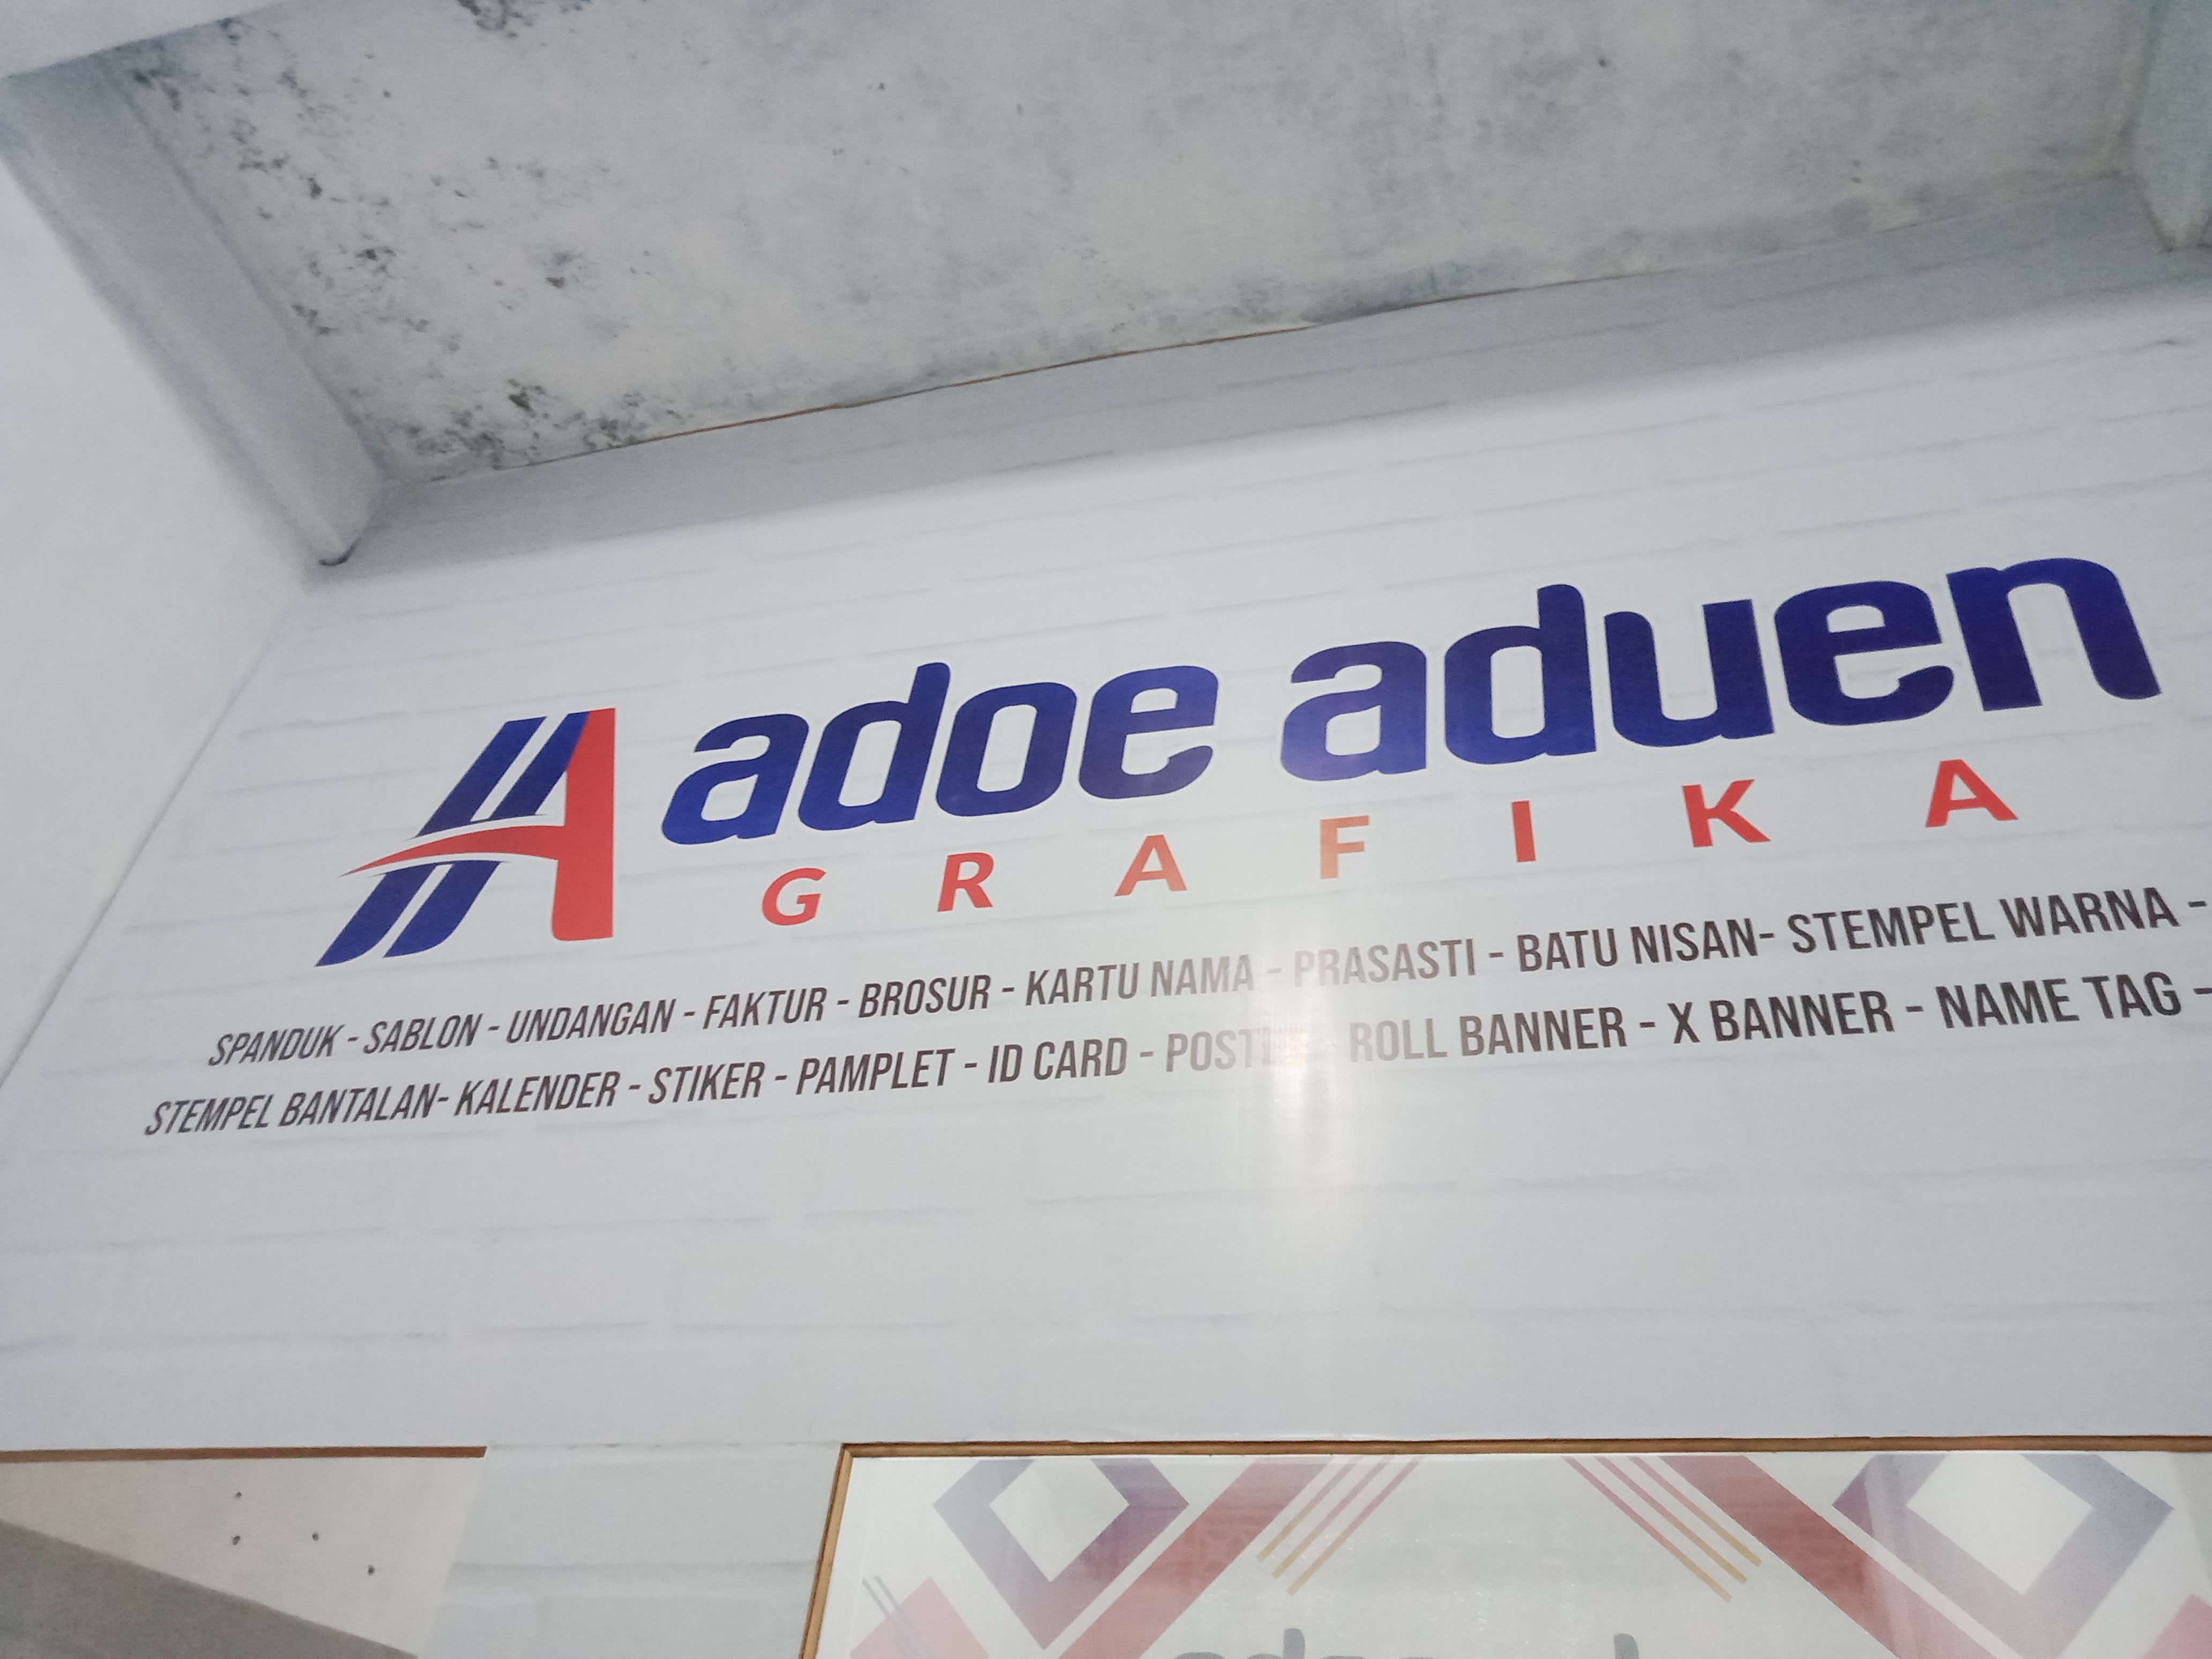 adoe aduen
GRAFIKA
SPANDUK - SABLON - UNDANGAN - FAKTUR - BROSUR - KARTU NAMA - PRASASTI - BATU NISAN- STEMPEL WARNA -
STEMPEL BANTALAN- KALENDER - STIKER - PAMPLET - ID CARD - ROLL BANNER - X BANNER - NAME TAG -